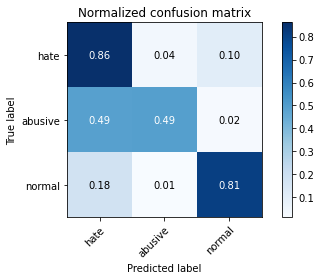 Normalized confusion matrix
hate 0.86 0.04 0.10
abusive 0.49 0.49 0.02
normal 0.18 0.01 0.81
hate abusive normal
True label
Predicted label
0.8
0.7
0.6
0.5
0.4
0.3
0.2
0.1